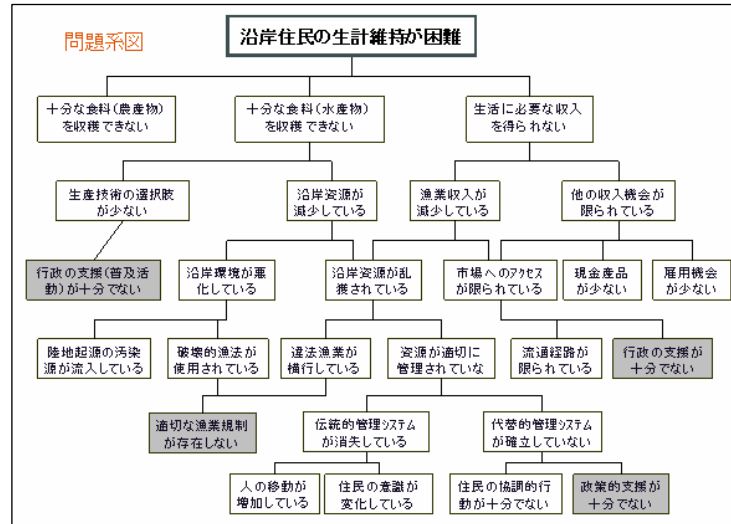 問題系図
沿岸住民の生計維持が困難
十分な食料(農産物)
を収穫できない
十分な食料(水産物)
を収穫できない
生活に必要な収入
を得られない
生産技術の選択肢
が少ない
沿岸資源が
減少している
漁業収入が
減少している
他の収入機会が
限られている
行政の支援(普及活
動)が十分でない
沿岸環境が悪
化している
沿岸資源が乱
獲されている
市場へのアクセス
が限られている
現金産品
が少ない
雇用機会
が少ない
陸地起源の汚染
源が流入している
破壊的漁法が
使用されている
違法漁業が
横行している
資源が適切に
管理されていな
流通経路が
限られている
行政の支援が
十分でない
適切な漁業規制
が存在しない
伝統的管理システム
が消失している
代替的管理システム
が確立していない
人の移動が
増加している
住民の意識が
変化している
住民の協調的行
動が十分でない
政策的支援が
十分でない